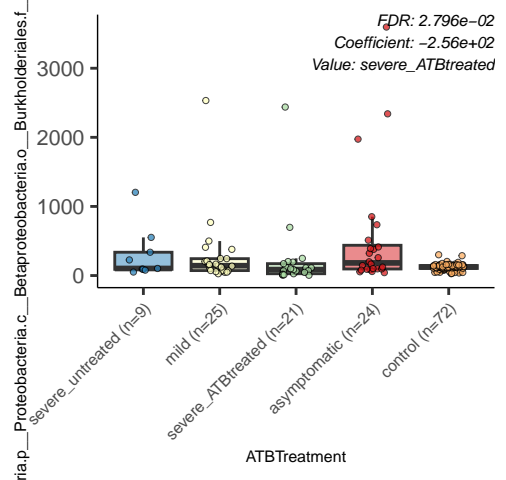 FDR: 2.796e−02
Coefficient: −2.56e+02
Value: severe_ATBtreated
ria.p__Proteobacteria.c__Betaproteobacteria.o__Burkholderiales.f_
3000
2000
1000
0
severe_untreated (n=9)
mild (n=25)
severe_ATBtreated (n=21)
asymptomatic (n=24)
control (n=72)
ATBTreatment